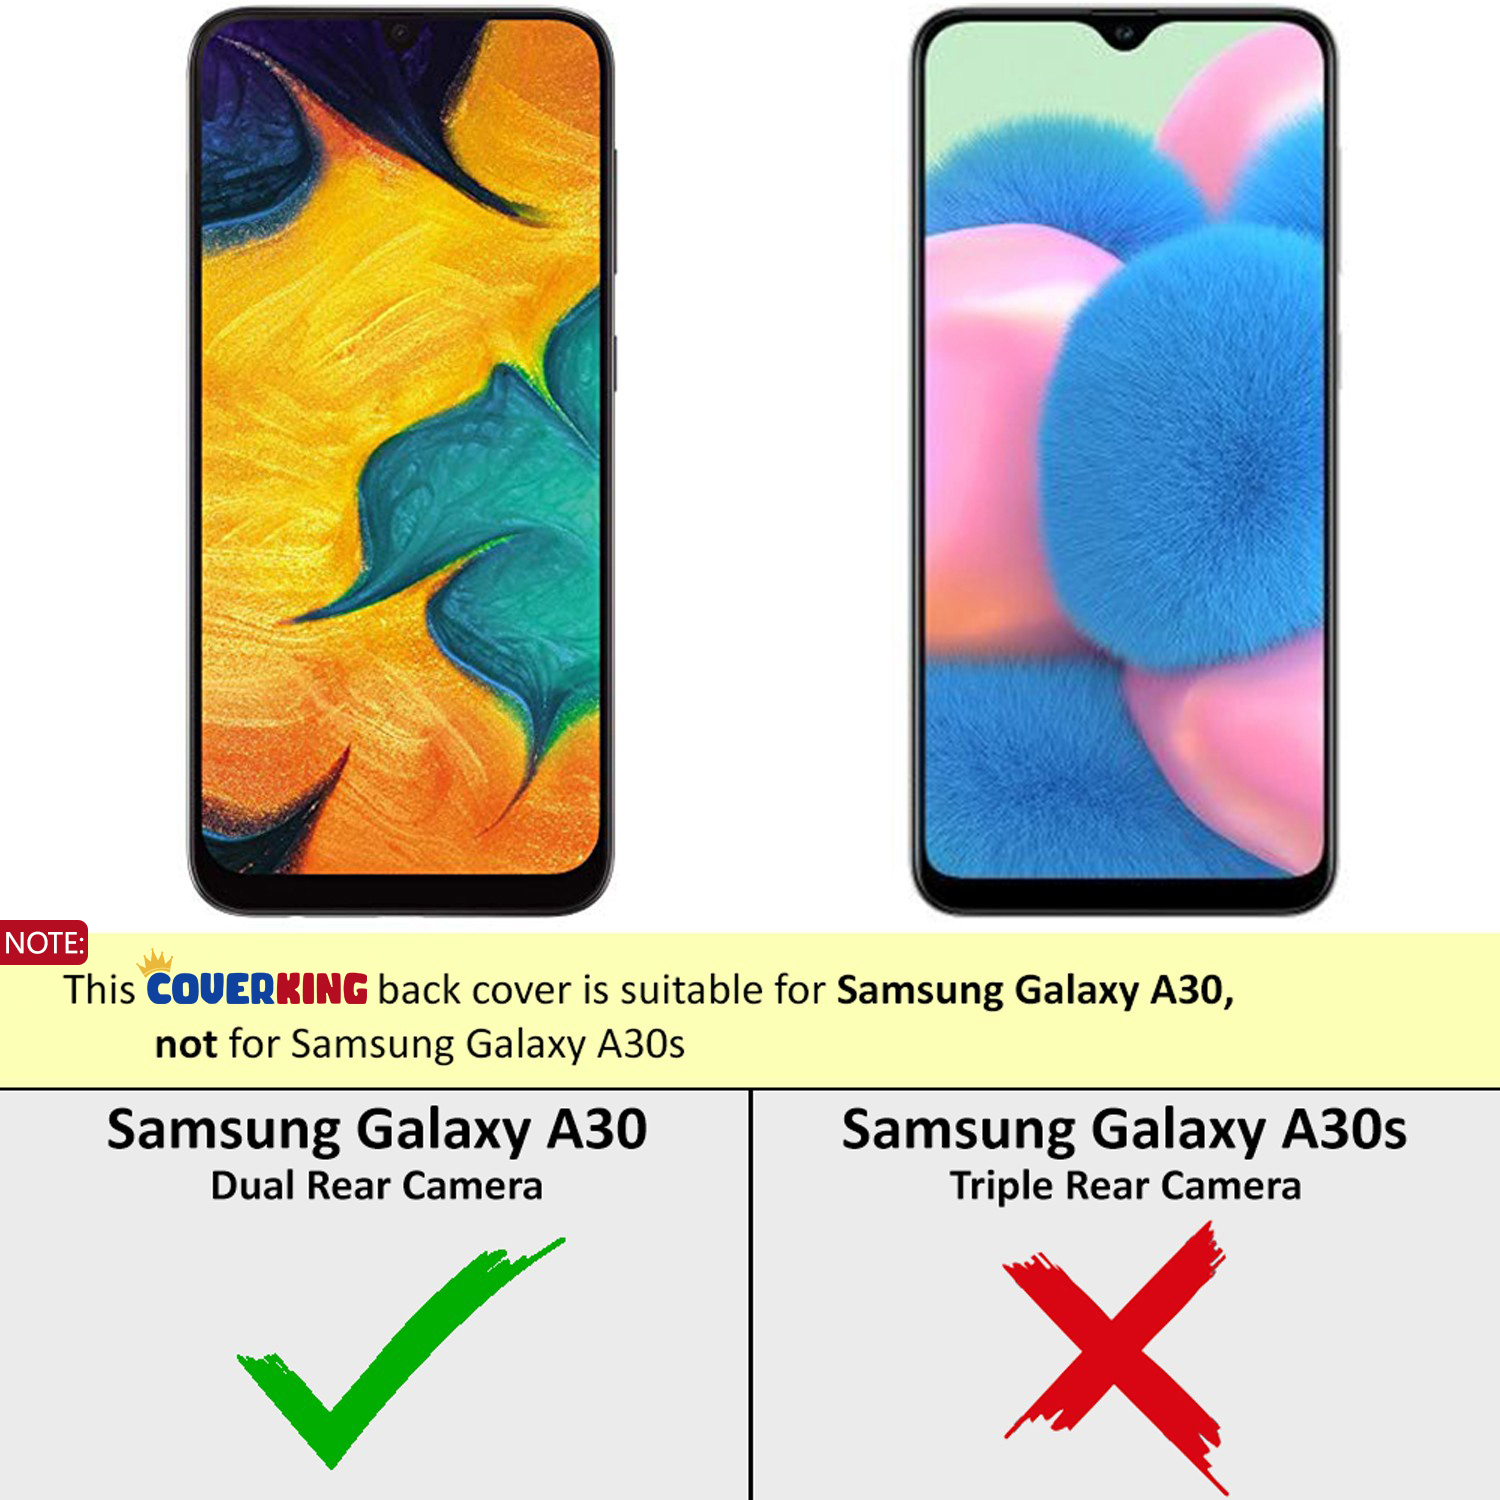 NOTE:
This COVERKING back cover is suitable for Samsung Galaxy A30,
not for Samsung Galaxy A30s
Samsung Galaxy A30
Dual Rear Camera
Samsung Galaxy A30s
Triple Rear Camera